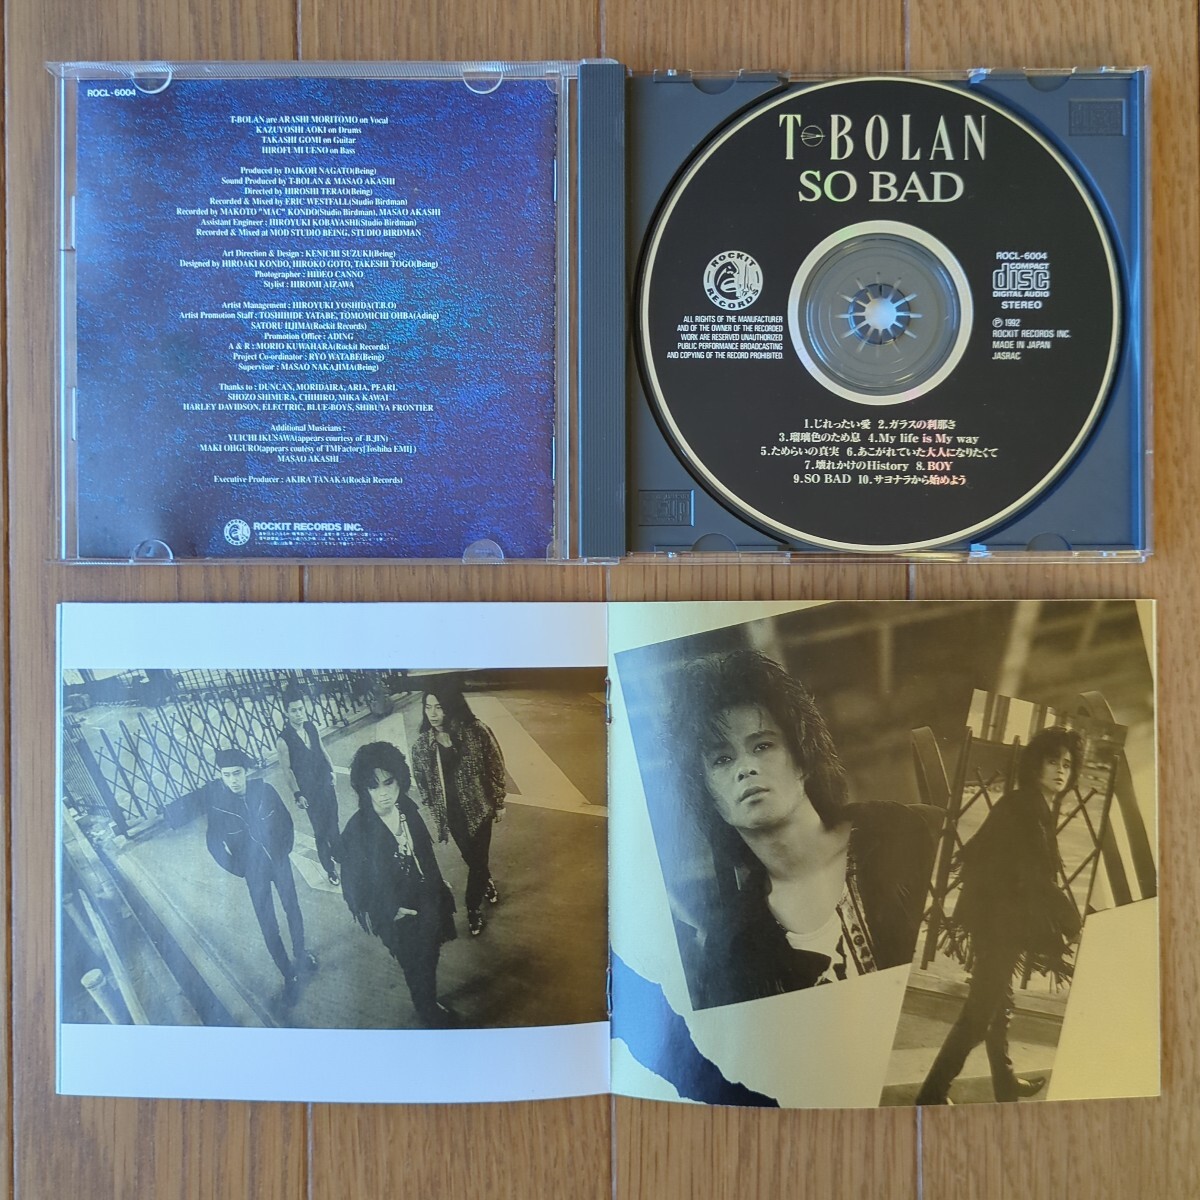 ROCL-6004
T-BOLAN are ARASHI MORITOMO on Vocal
KAZUYOSHI AOKI on Drums
TAKASHI GOMI on Guitar
HIROFUMI UENO on Bass
Produced by DAIKOH NAGATO(Being)
Sound Produced by T-BOLAN & MASAO AKASHI
Directed by HIROSHI TERAO(Being)
Recorded & Mixed by ERIC WESTFALL(Studio Birdman)
Recorded by MAKOTO "MAC" KONDO(Studio Birdman), MASAO AKASHI
Assistant Engineer : HIROYUKI KOBAYASHI(Studio Birdman)
Recorded & Mixed at MOD STUDIO BEING, STUDIO BIRDMAN
Art Direction & Design : KENICHI SUZUKI(Being)
Designed by HIROAKI KONDO, HIROKO GOTO, TAKESHI TOGO(Being)
Photographer : HIDEO CANNO
Stylist : HIROMI AIZAWA
Artist Management : HIROYUKI YOSHIDA(T.B.O)
Artist Promotion Staff : TOSHIHIDE YATABE, TOMOMICHI OHBA(Ading)
SATORU IIJIMA(Rockit Records)
Promotion Office : ADING
A & R : MORIO KUWAHARA(Rockit Records)
Project Co-ordinator : RYO WATABE(Being)
Supervisor : MASAO NAKAJIMA(Being)
Thanks to : DUNCAN, MORIDAIRA, ARIA, PEARL
SHOZO SHIMURA, CHIHIRO, MIKA KAWAI
HARLEY DAVIDSON, ELECTRIC, BLUE-BOYS, SHIBUYA FRONTIER
Additional Musicians :
YUICHI IKUSAWA(appears courtesy of B.JIN)
MAKI OHGURO(appears coutesy of TMFactory[Toshiba EMI])
MASAO AKASHI
Executive Producer : AKIRA TANAKA(Rockit Records)
ROCKIT RECORDS INC.
T-BOLAN
SO BAD
ROCKIT
RECORDS
ALL RIGHTS OF THE MANUFACTURER
AND OF THE OWNER OF THE RECORDED
WORK ARE RESERVED UNAUTHORIZED
PUBLIC PERFORMANCE BROADCASTING
AND COPYING OF THE RECORD PROHIBITED.
ROCL-6004
COMPACT
disc
DIGITAL AUDIO
STEREO
Ⓟ 1992
ROCKIT RECORDS INC.
MADE IN JAPAN
JASRAC
1.じれったい愛 2.ガラスの刹那さ
3.瑠璃色のため息 4.My life is My way
5.ためらいの真実 6.あこがれていた大人になりたくて
7.壊れかけのHistory 8.BOY
9.SO BAD 10.サヨナラから始めよう